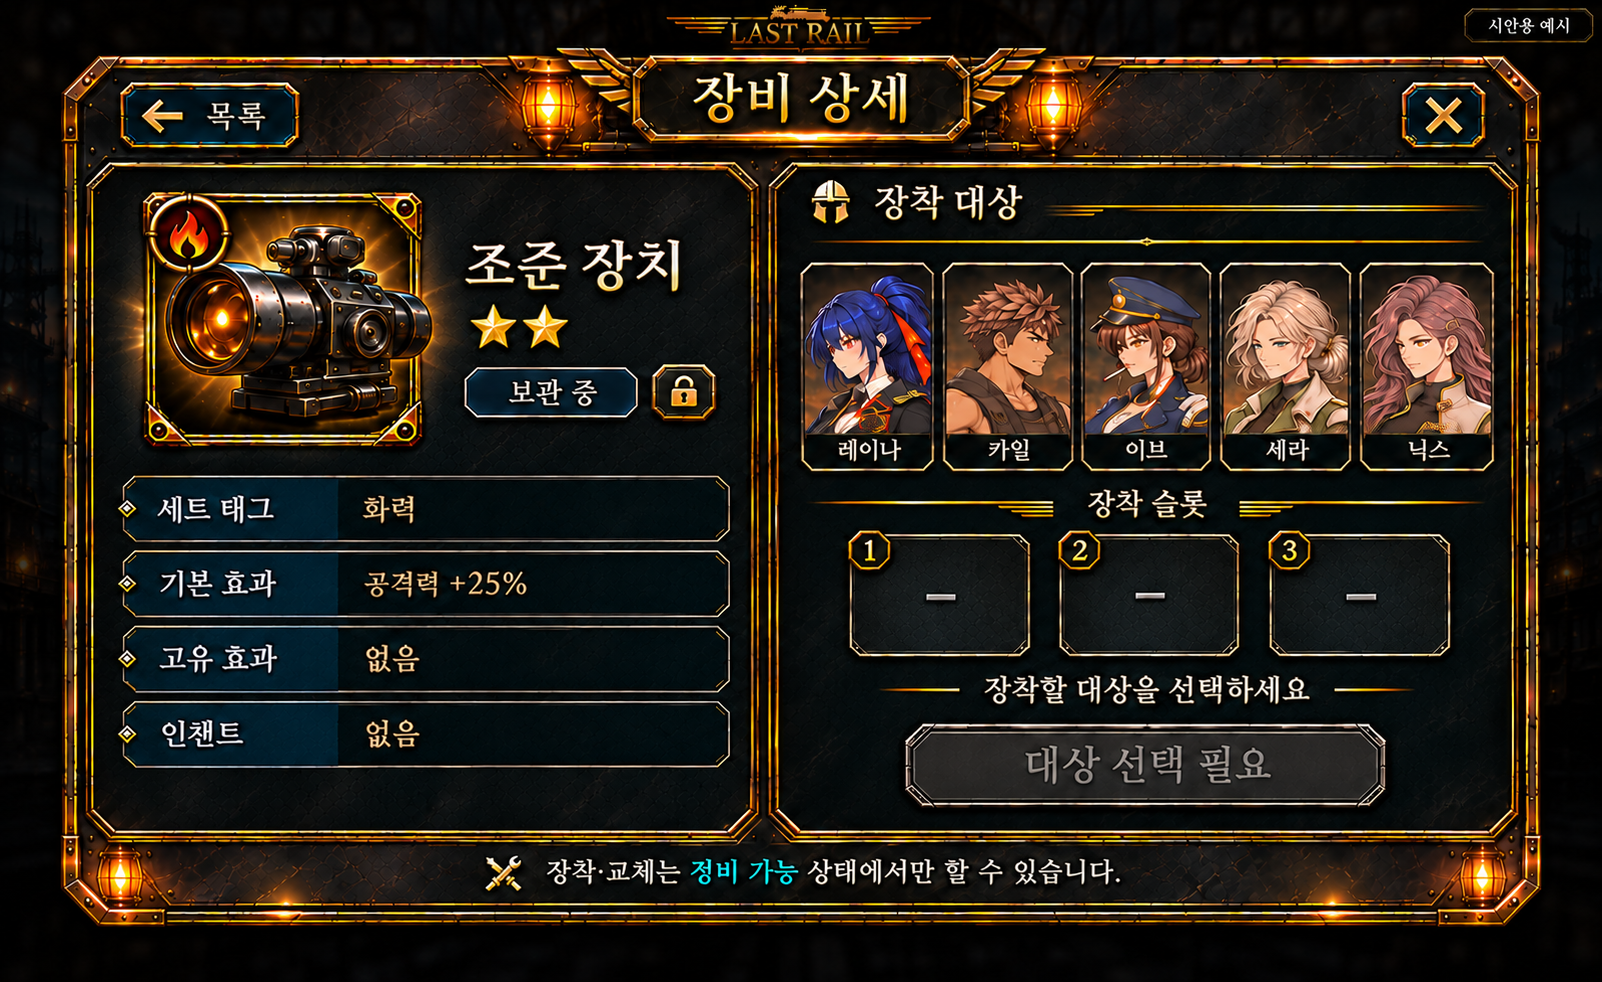 LAST RAIL
시안용 예시
장비 상세
목록
조준 장치
보관 중
세트 태그 화력
기본 효과 공격력 +25%
고유 효과 없음
인챈트 없음
장착 대상
레이나 카일 이브 세라 닉스
장착 슬롯
1 2 3
– – –
장착할 대상을 선택하세요
대상 선택 필요
장착·교체는 정비 가능 상태에서만 할 수 있습니다.